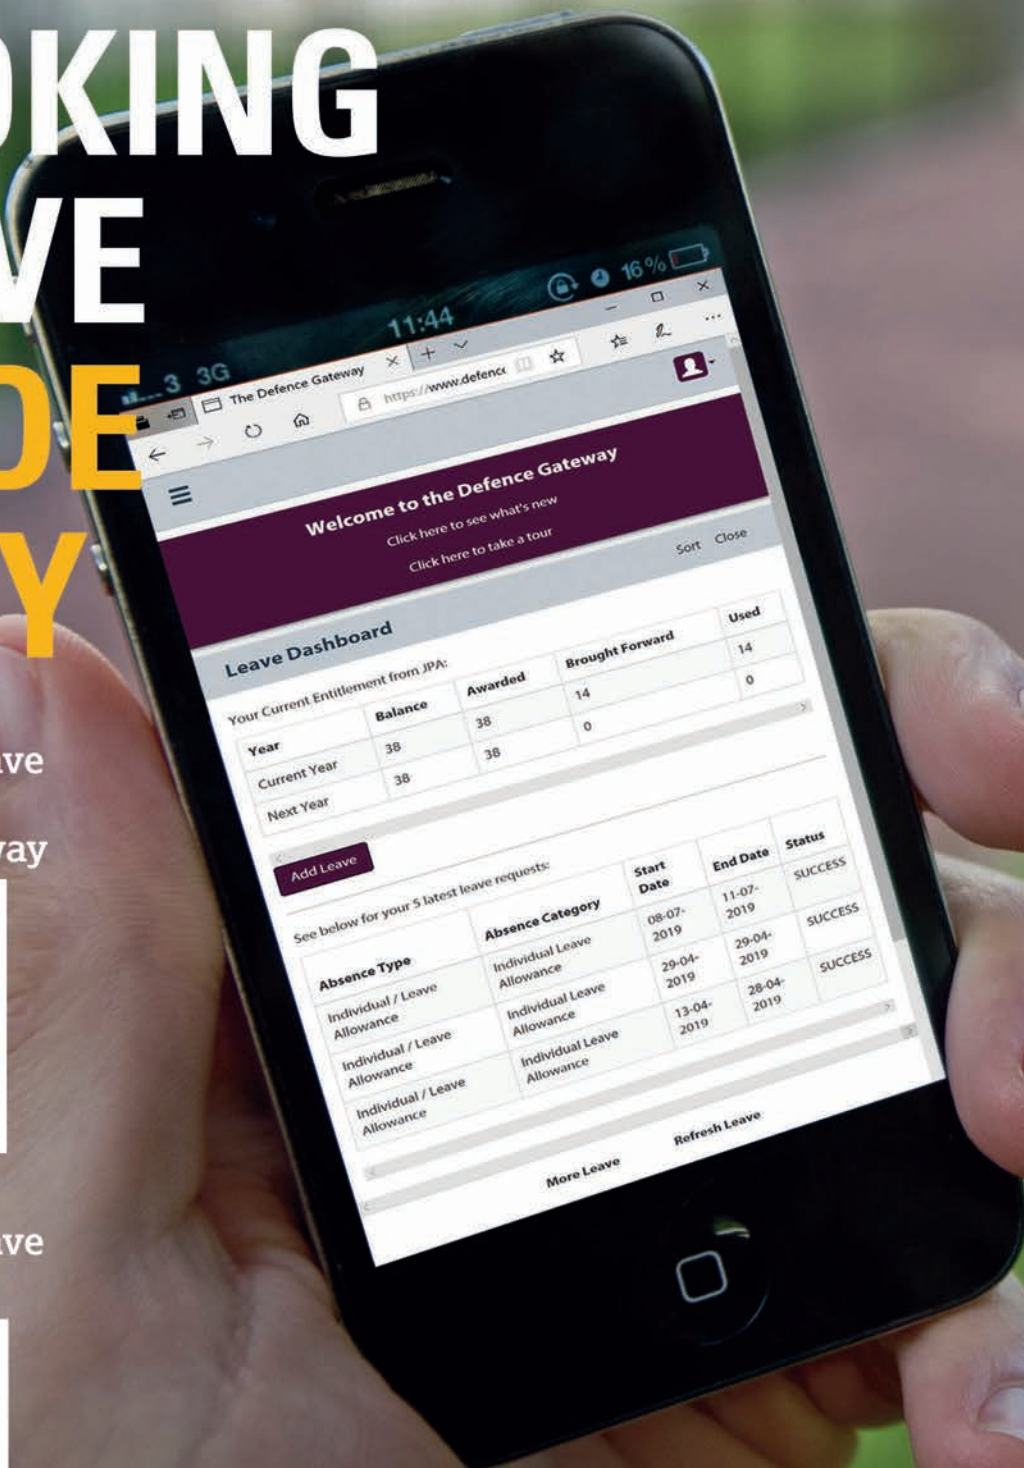 OKING
VE
DE
Y
ve
vay
ve
3 3G 11:44 16%
The Defence Gateway
https://www.defenc
Welcome to the Defence Gateway
Click here to see what's new
Click here to take a tour
Sort Close
Leave Dashboard
Your Current Entitlement from JPA:
Year Balance Awarded Brought Forward Used
Current Year 38 38 14 14
Next Year 38 38 0 0
Add Leave
See below for your 5 latest leave requests:
Absence Type Absence Category Start Date End Date Status
Individual / Leave Allowance Individual Leave Allowance 08-07-2019 11-07-2019 SUCCESS
Individual / Leave Allowance Individual Leave Allowance 29-04-2019 29-04-2019 SUCCESS
Individual / Leave Allowance Individual Leave Allowance 13-04-2019 28-04-2019 SUCCESS
More Leave Refresh Leave